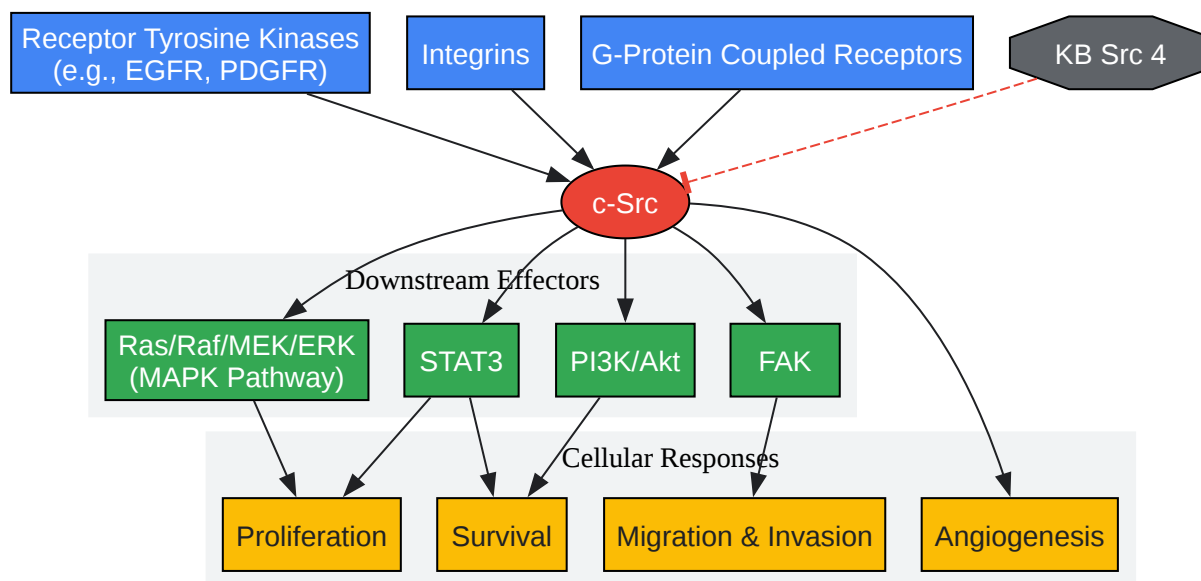 Receptor Tyrosine Kinases
(e.g., EGFR, PDGFR)
Integrins
G-Protein Coupled Receptors
KB Src 4
c-Src
Downstream Effectors
Ras/Raf/MEK/ERK
(MAPK Pathway)
STAT3
PI3K/Akt
FAK
Cellular Responses
Proliferation
Survival
Migration & Invasion
Angiogenesis